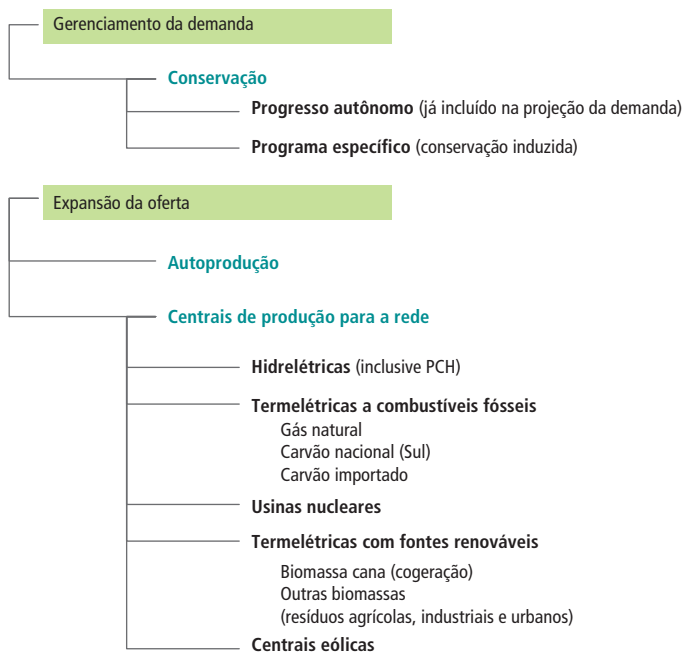 Gerenciamento da demanda
Conservação
Progresso autônomo (já incluído na projeção da demanda)
Programa específico (conservação induzida)
Expansão da oferta
Autoprodução
Centrais de produção para a rede
Hidrelétricas (inclusive PCH)
Termelétricas a combustíveis fósseis
Gás natural
Carvão nacional (Sul)
Carvão importado
Usinas nucleares
Termelétricas com fontes renováveis
Biomassa cana (cogeração)
Outras biomassas
(resíduos agrícolas, industriais e urbanos)
Centrais eólicas